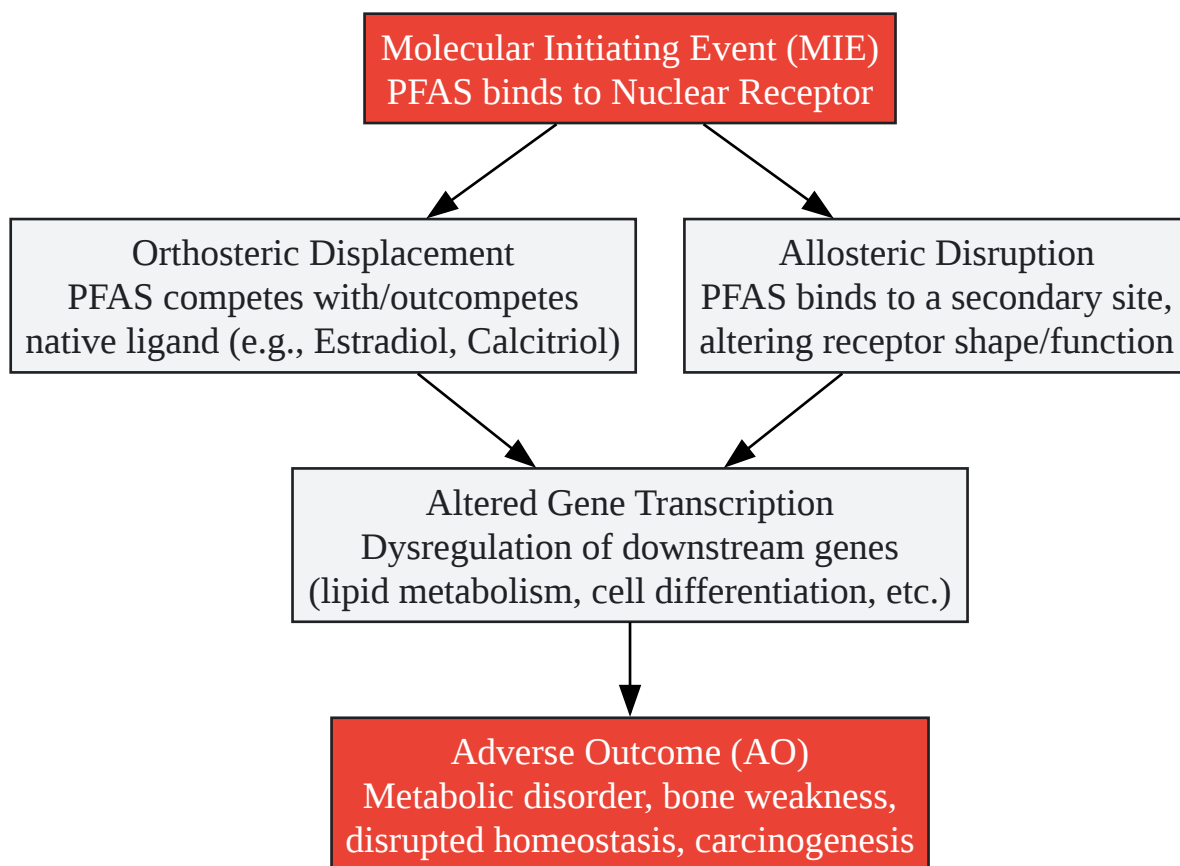 Molecular Initiating Event (MIE)
PFAS binds to Nuclear Receptor
Orthosteric Displacement
PFAS competes with/outcompetes
native ligand (e.g., Estradiol, Calcitriol)
Allosteric Disruption
PFAS binds to a secondary site,
altering receptor shape/function
Altered Gene Transcription
Dysregulation of downstream genes
(lipid metabolism, cell differentiation, etc.)
Adverse Outcome (AO)
Metabolic disorder, bone weakness,
disrupted homeostasis, carcinogenesis